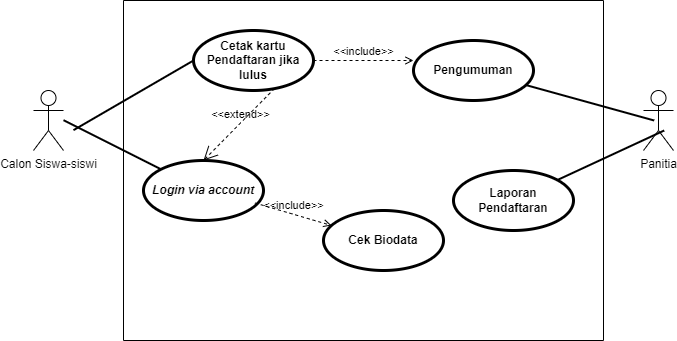 Cetak kartu
Pendaftaran jika
lulus
<<include>>
Pengumuman
<<extend>>
Calon Siswa-siswi
Panitia
Login via account
<<include>>
Laporan
Pendaftaran
Cek Biodata